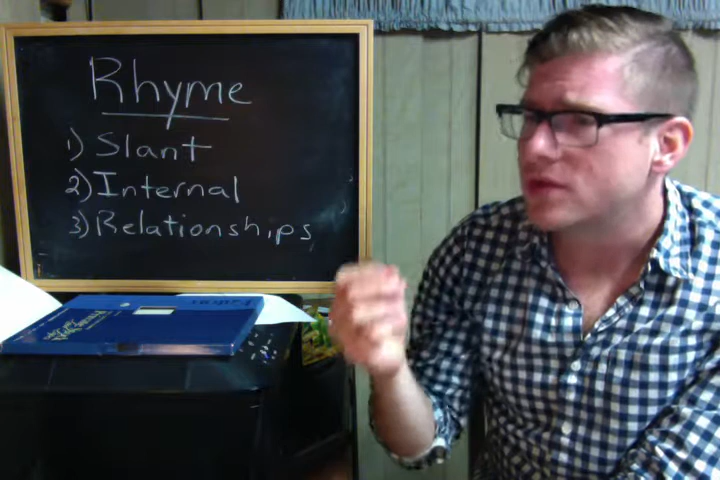 Rhyme
1) Slant
2) Internal
3) Relationships